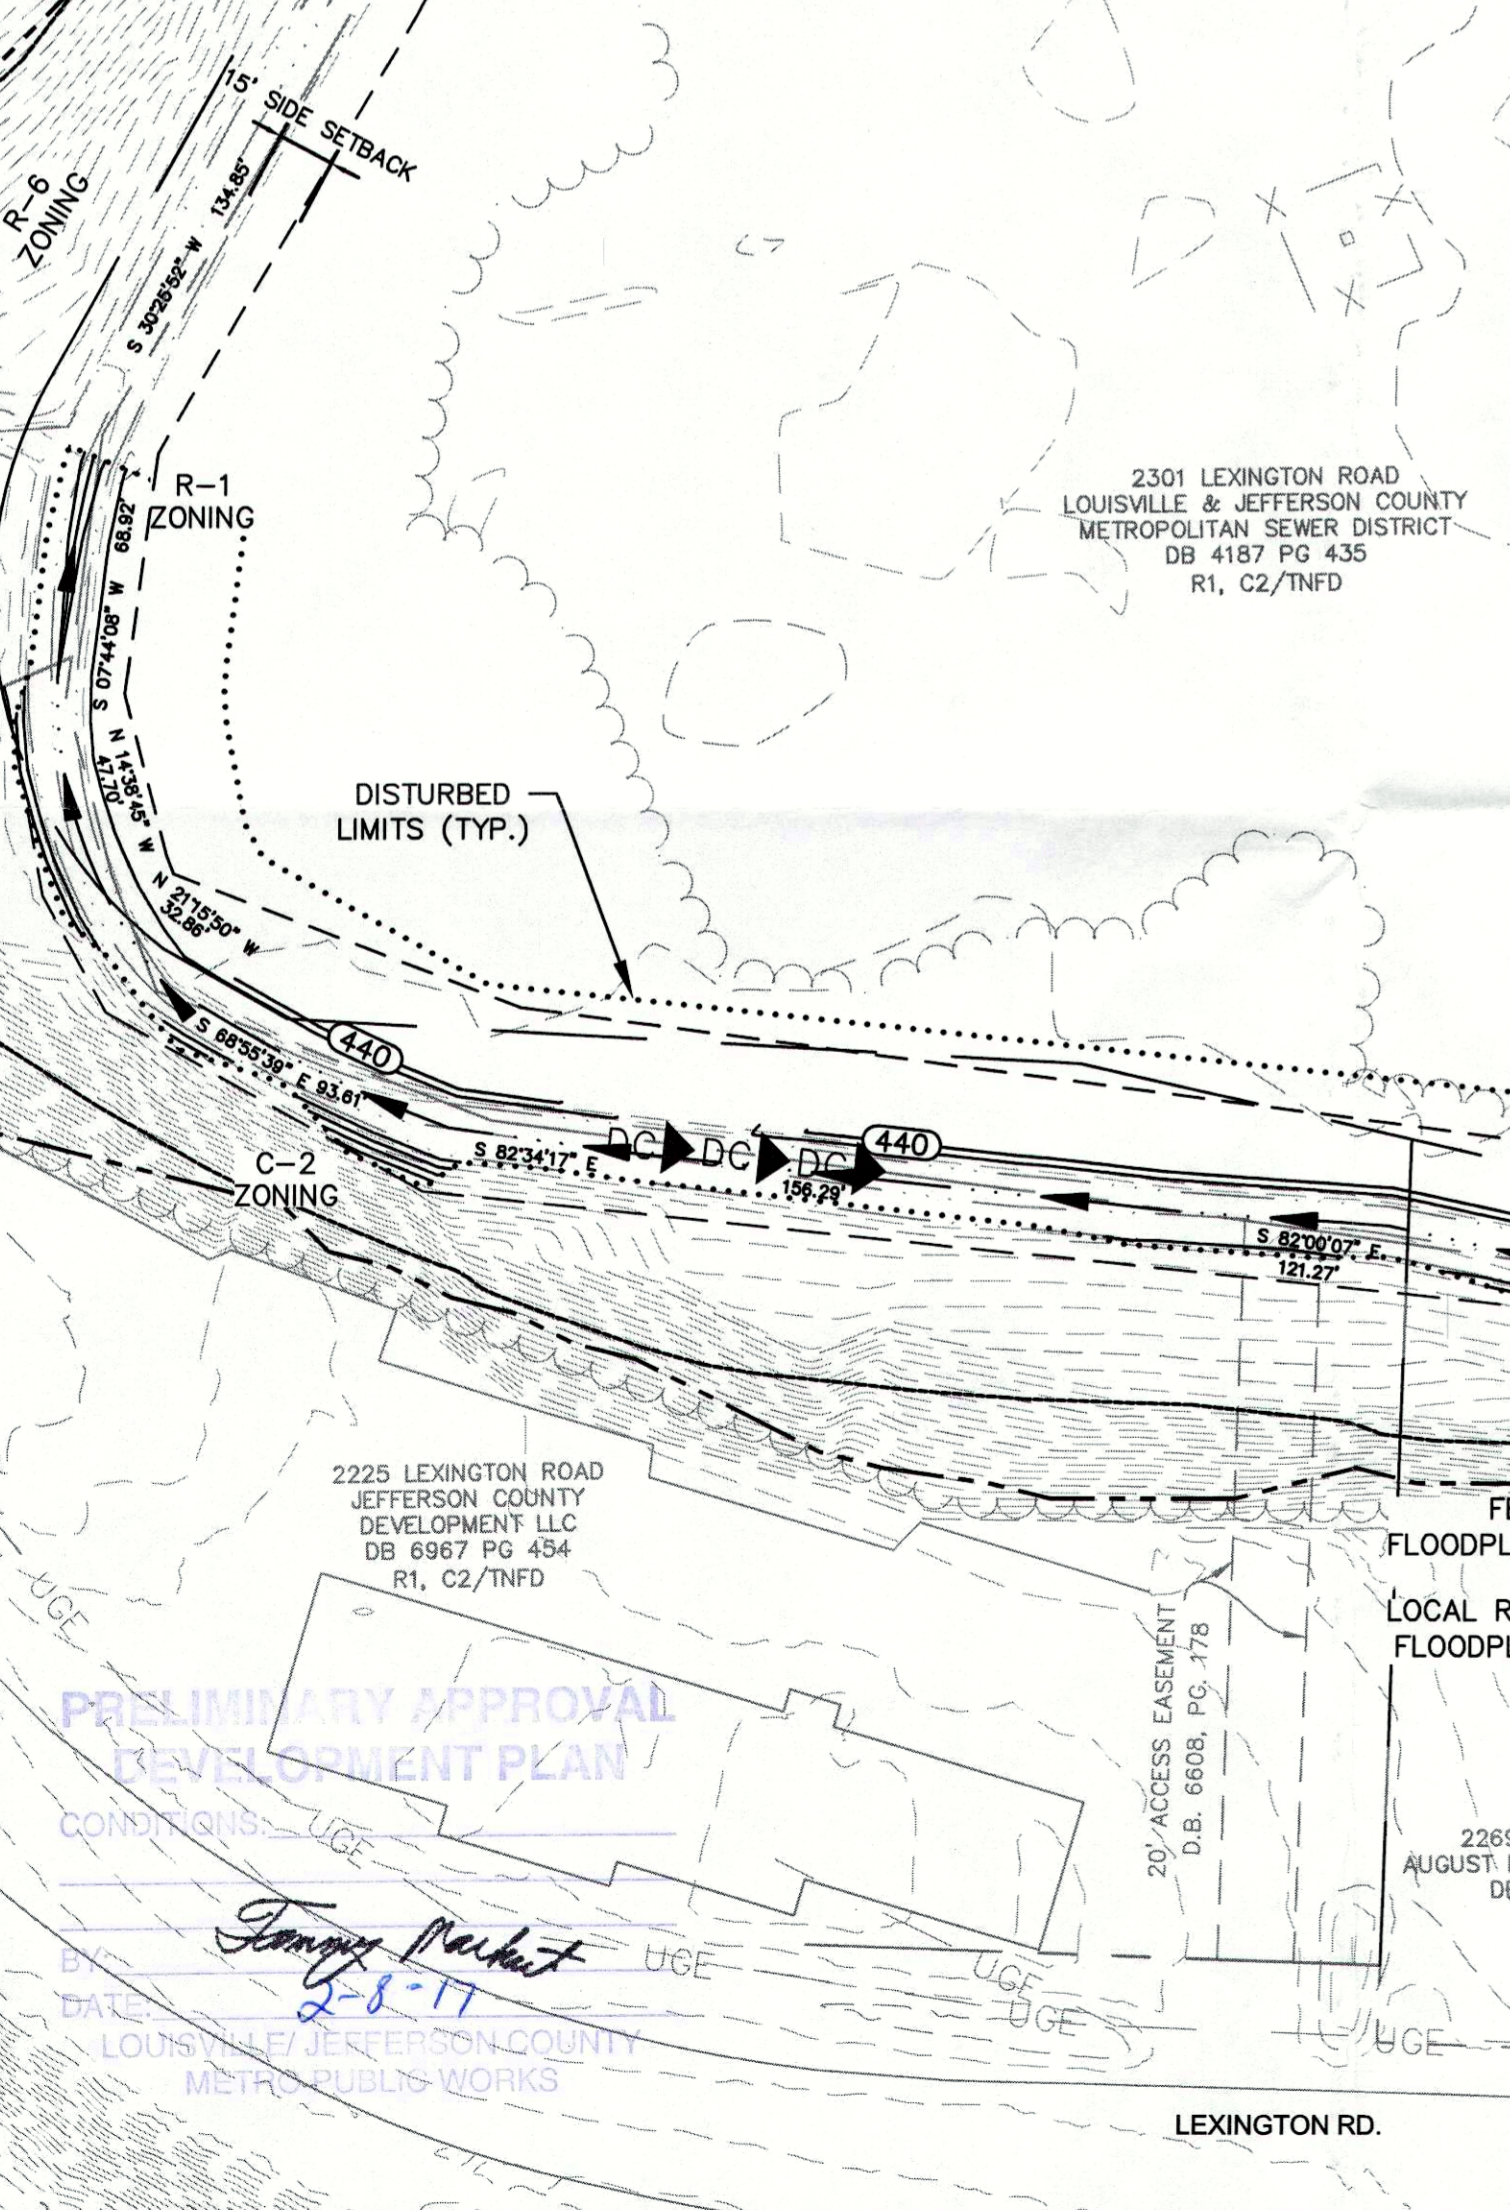 15' SIDE SETBACK
134.85'
S 30°25'52" W
R-6
ZONING
R-1
ZONING
68.92'
S 07°44'08" W
N 14°38'45" W
47.70'
N 21°15'50" W
32.86'
2301 LEXINGTON ROAD
LOUISVILLE & JEFFERSON COUNTY
METROPOLITAN SEWER DISTRICT
DB 4187 PG 435
R1, C2/TNFD
DISTURBED
LIMITS (TYP.)
440
S 68°55'39" E 93.61'
DC DC DC
440
S 82°34'17" E
156.29'
S 82°00'07" E
121.27'
C-2
ZONING
2225 LEXINGTON ROAD
JEFFERSON COUNTY
DEVELOPMENT LLC
DB 6967 PG 454
R1, C2/TNFD
FE
FLOODPL
LOCAL R
FLOODPL
20' ACCESS EASEMENT
D.B. 6608, PG. 178
2269
AUGUST
DE
UGE
UGE
UGE
UGE
UGE
UGE
PRELIMINARY APPROVAL
DEVELOPMENT PLAN
CONDITIONS:
BY: Tammy Markert
DATE: 2-8-17
LOUISVILLE/ JEFFERSON COUNTY
METRO PUBLIC WORKS
LEXINGTON RD.